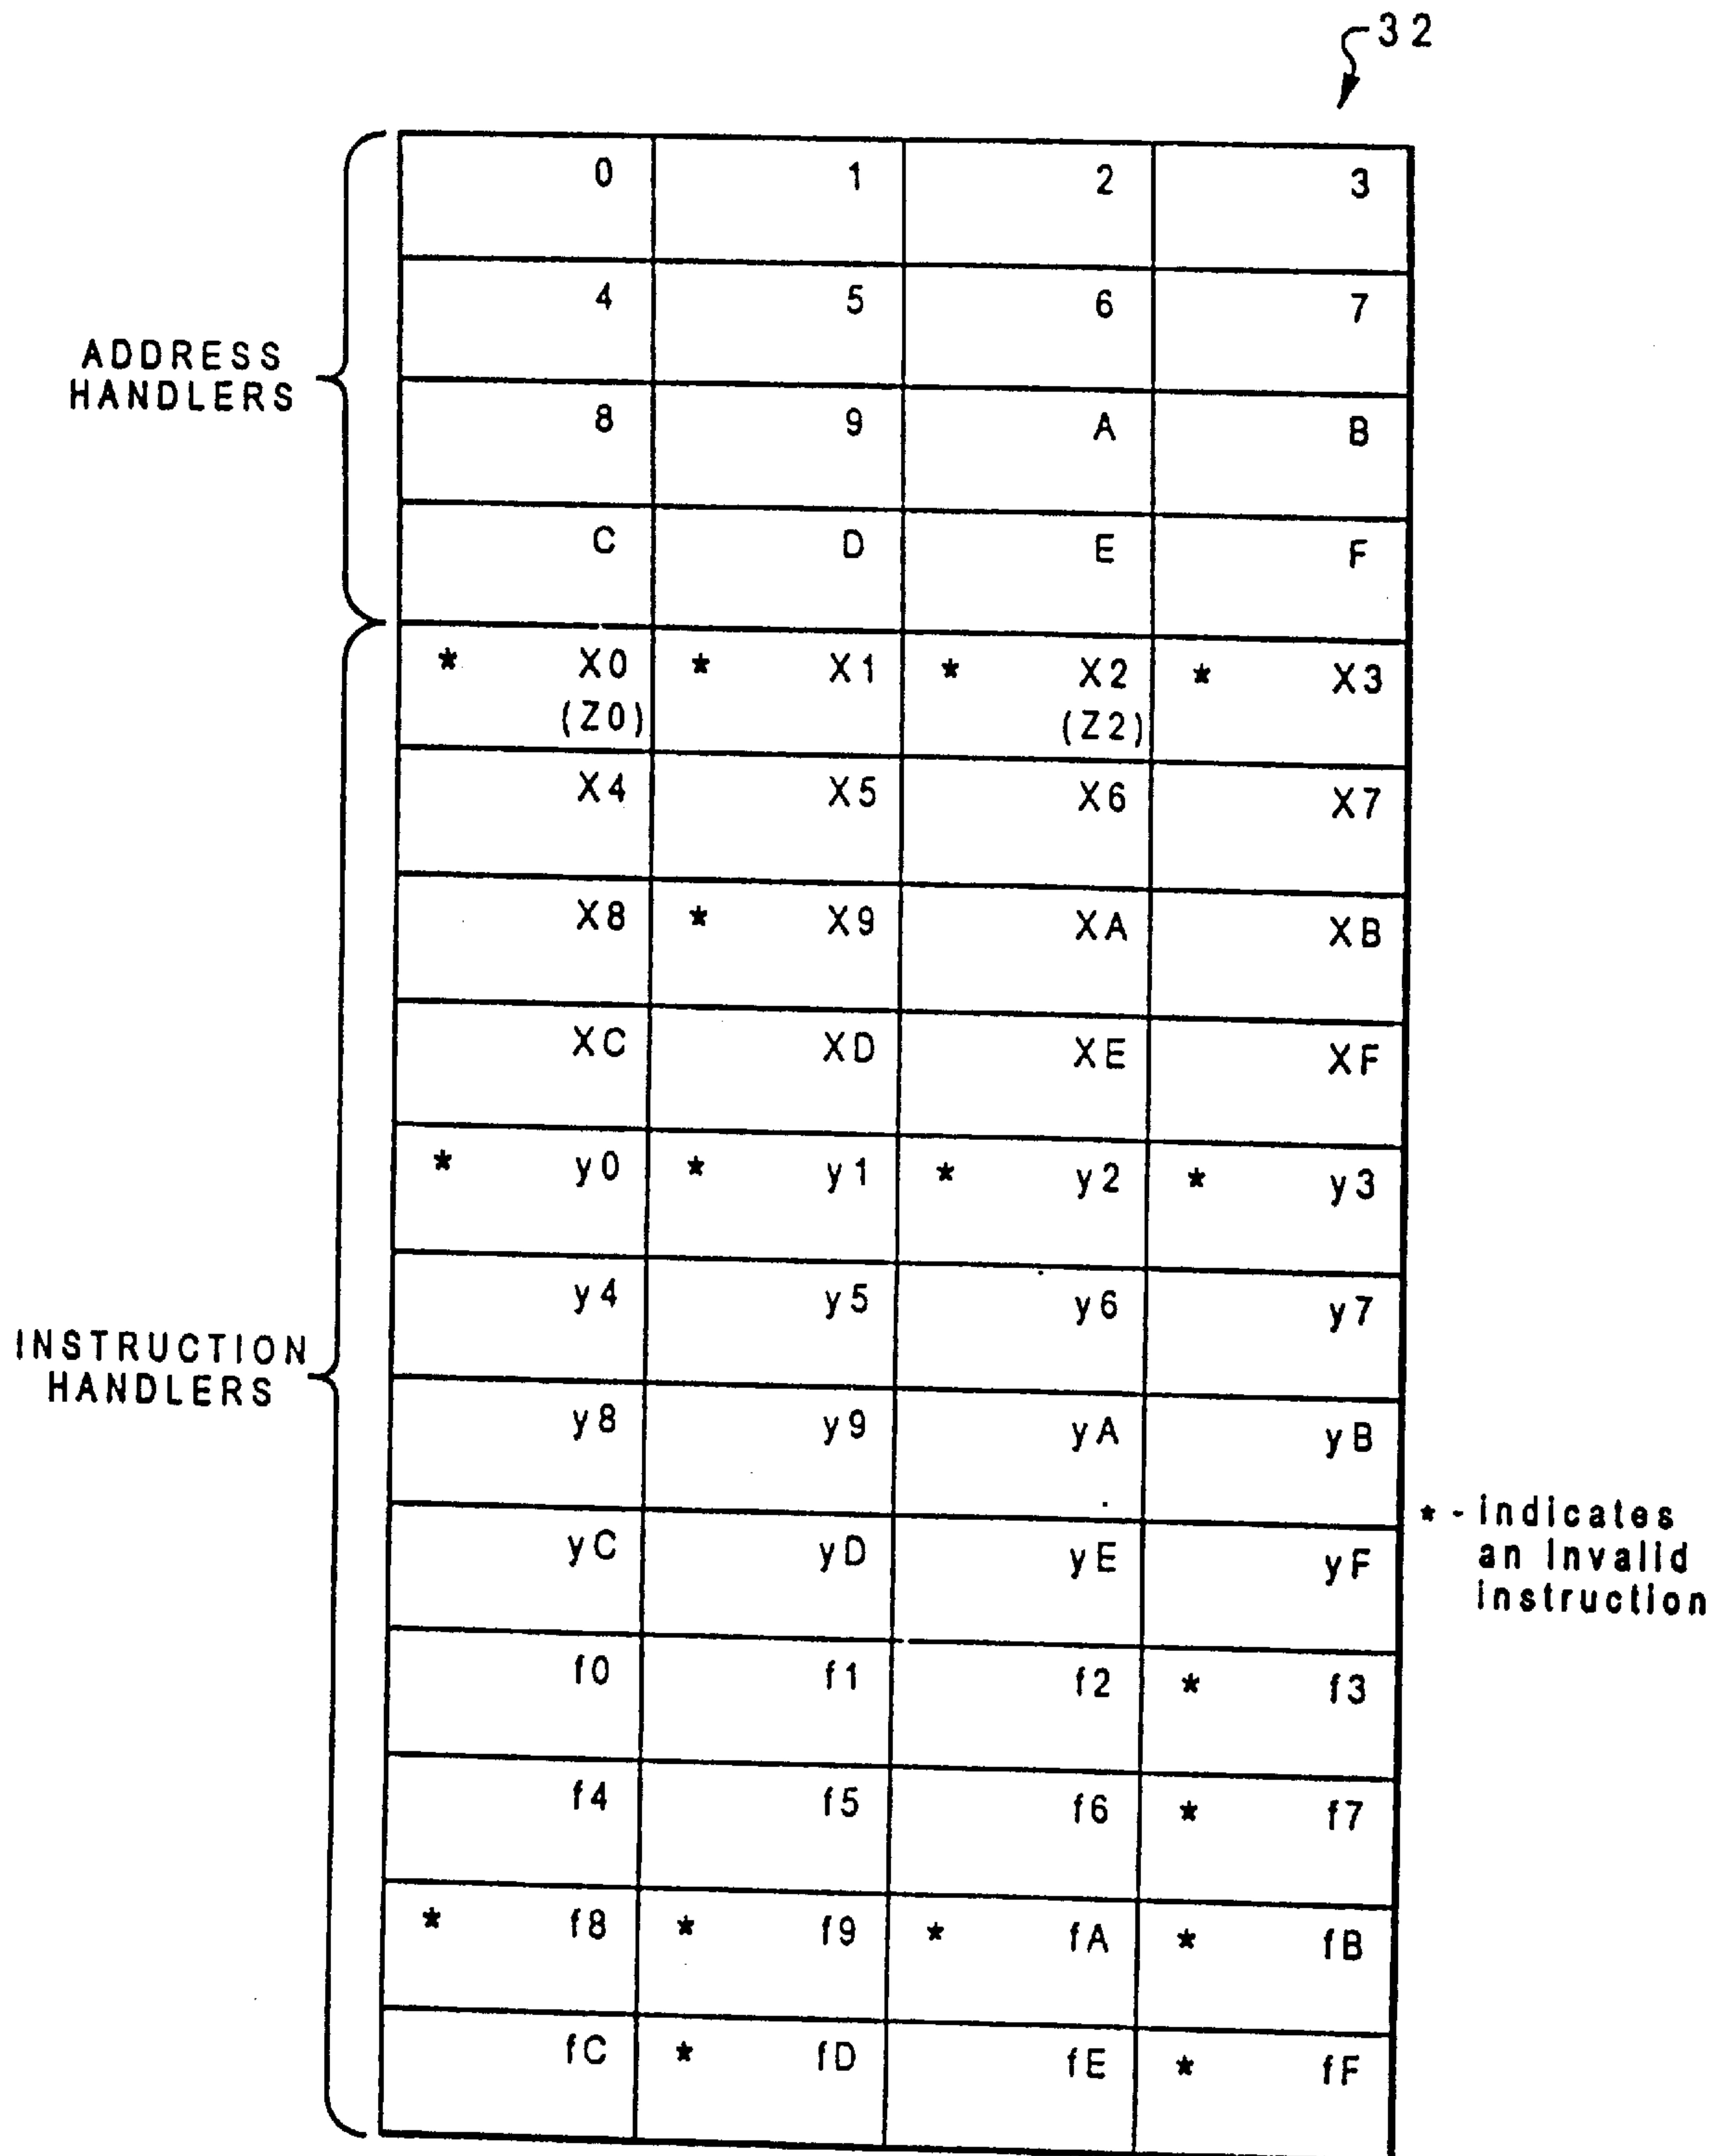 32
0 1 2 3
4 5 6 7
ADDRESS
HANDLERS
8 9 A B
C D E F
* X0 * X1 * X2 * X3
(Z0) (Z2)
X4 X5 X6 X7
X8 * X9 XA XB
XC XD XE XF
* y0 * y1 * y2 * y3
y4 y5 y6 y7
INSTRUCTION
HANDLERS
y8 y9 yA yB
yC yD yE yF
* - indicates
an invalid
instruction
f0 f1 f2 * f3
f4 f5 f6 * f7
* f8 * f9 * fA * fB
fC * fD fE * fF